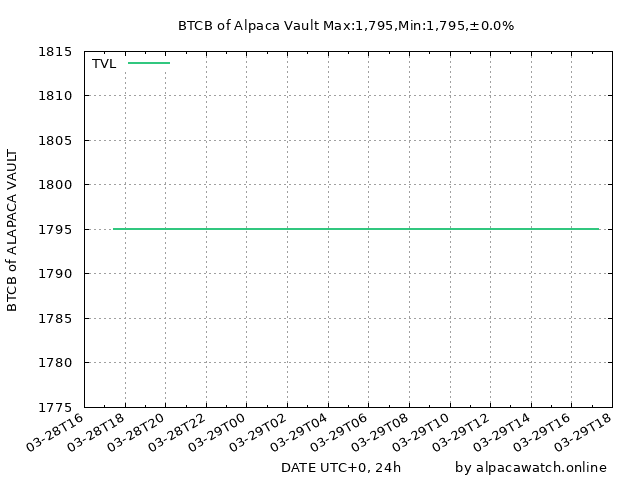 BTCB of Alpaca Vault Max:1,795,Min:1,795,±0.0%
TVL
1815
1810
1805
1800
1795
1790
1785
1780
1775
BTCB of ALAPACA VAULT
03-28T16
03-28T18
03-28T20
03-28T22
03-29T00
03-29T02
03-29T04
03-29T06
03-29T08
03-29T10
03-29T12
03-29T14
03-29T16
03-29T18
DATE UTC+0, 24h
by alpacawatch.online